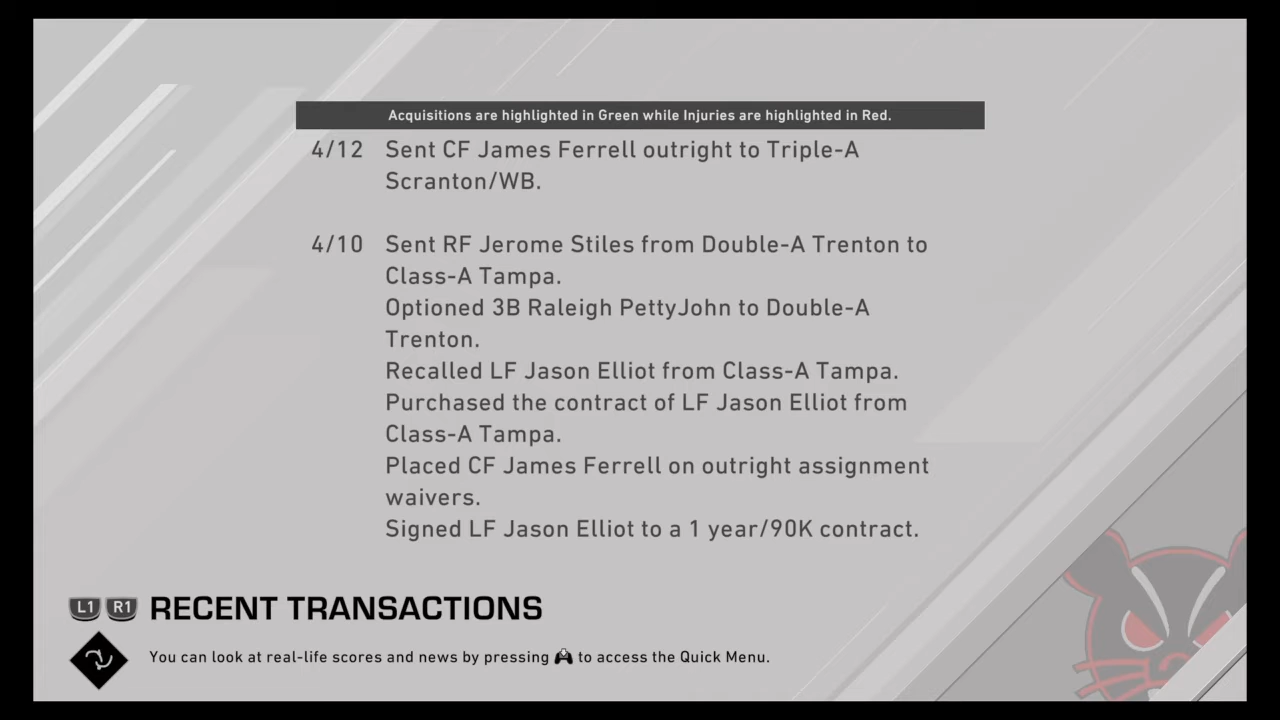 Acquisitions are highlighted in Green while Injuries are highlighted in Red.
4/12 Sent CF James Ferrell outright to Triple-A
Scranton/WB.
4/10 Sent RF Jerome Stiles from Double-A Trenton to
Class-A Tampa.
Optioned 3B Raleigh PettyJohn to Double-A
Trenton.
Recalled LF Jason Elliot from Class-A Tampa.
Purchased the contract of LF Jason Elliot from
Class-A Tampa.
Placed CF James Ferrell on outright assignment
waivers.
Signed LF Jason Elliot to a 1 year/90K contract.
L1 R1 RECENT TRANSACTIONS
You can look at real-life scores and news by pressing to access the Quick Menu.